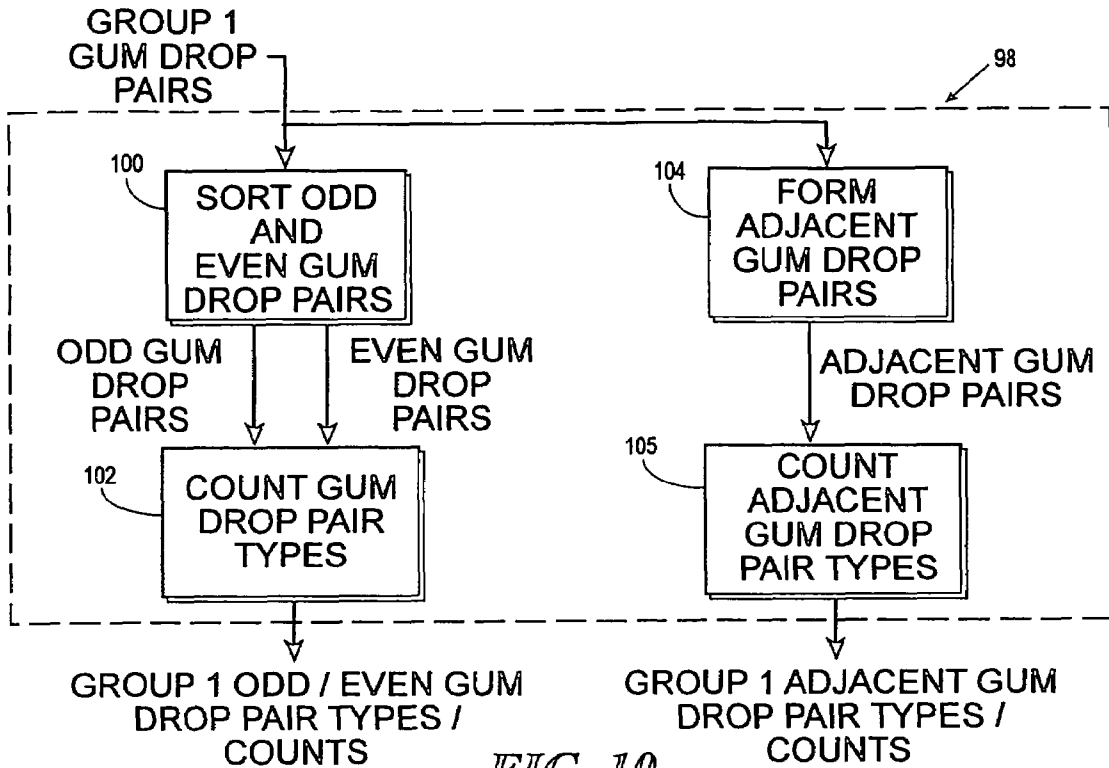 GROUP 1
GUM DROP
PAIRS
98
100
SORT ODD
AND
EVEN GUM
DROP PAIRS
104
FORM
ADJACENT
GUM DROP
PAIRS
ODD GUM
DROP
PAIRS
EVEN GUM
DROP
PAIRS
ADJACENT GUM
DROP PAIRS
102
COUNT GUM
DROP PAIR
TYPES
105
COUNT
ADJACENT
GUM DROP
PAIR TYPES
GROUP 1 ODD / EVEN GUM
DROP PAIR TYPES /
COUNTS
GROUP 1 ADJACENT GUM
DROP PAIR TYPES /
COUNTS
FIG. 10